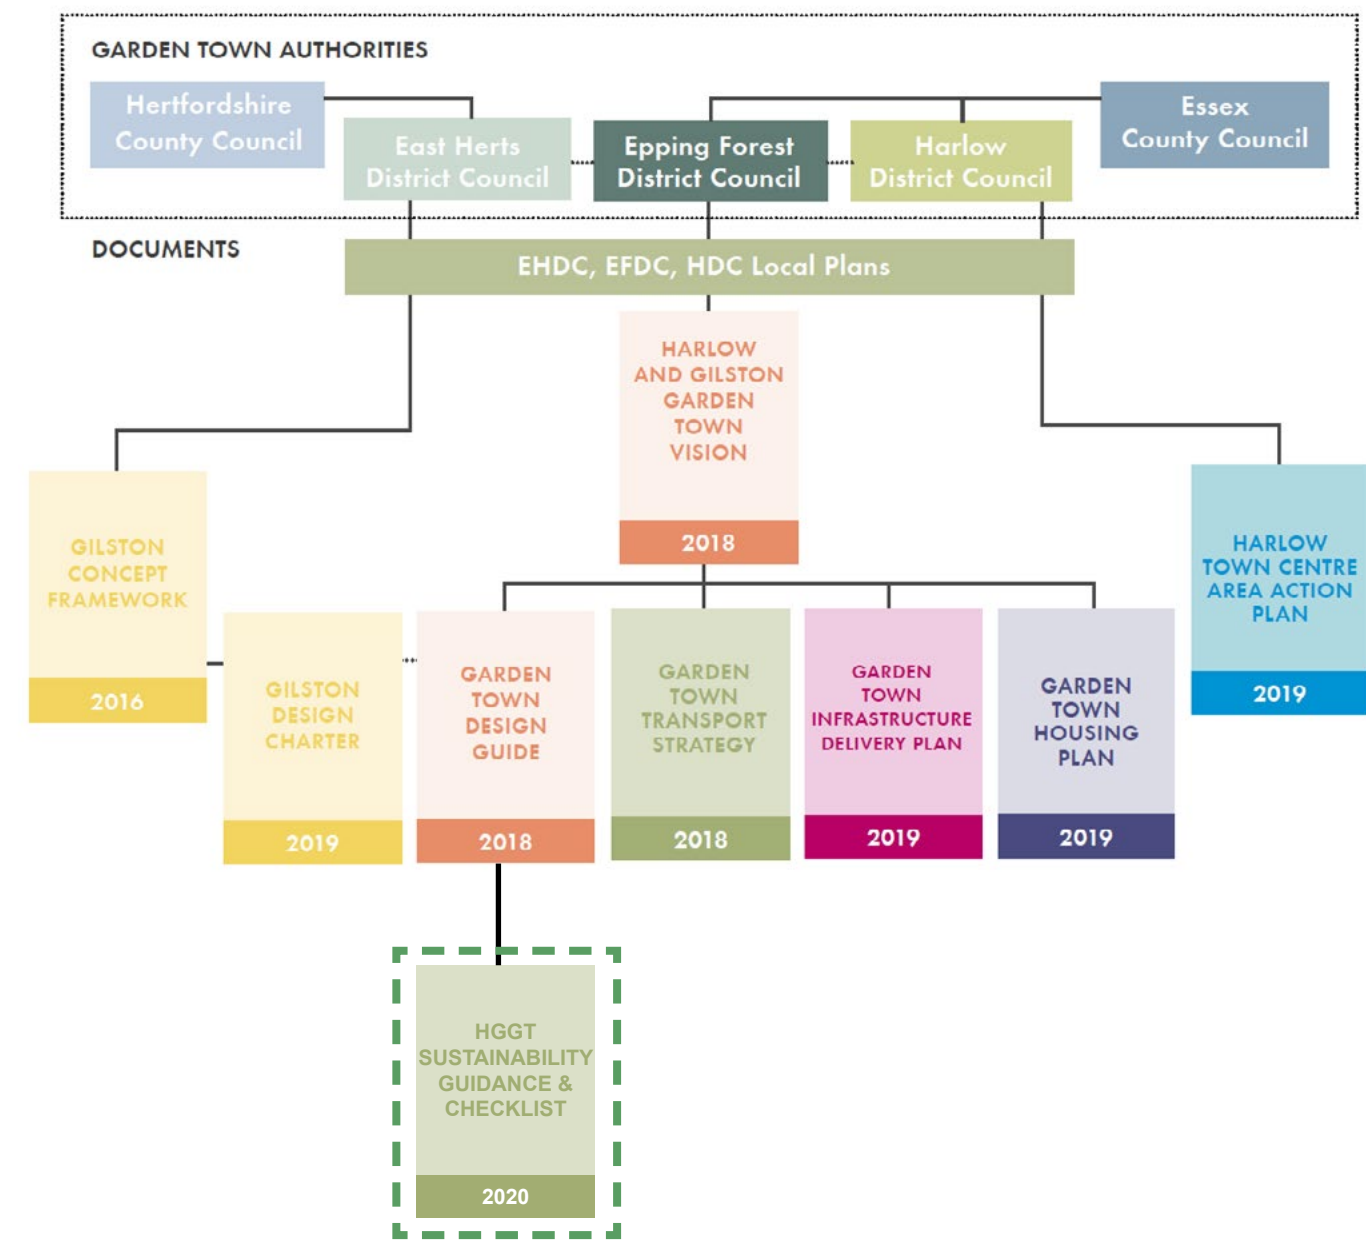 GARDEN TOWN AUTHORITIES
Hertfordshire
County Council
East Herts
District Council
Epping Forest
District Council
Harlow
District Council
Essex
County Council
DOCUMENTS
EHDC, EFDC, HDC Local Plans
HARLOW
AND GILSTON
GARDEN
TOWN
VISION
2018
GILSTON
CONCEPT
FRAMEWORK
2016
HARLOW
TOWN CENTRE
AREA ACTION
PLAN
2019
GILSTON
DESIGN
CHARTER
2019
GARDEN
TOWN
DESIGN
GUIDE
2018
GARDEN
TOWN
TRANSPORT
STRATEGY
2018
GARDEN
TOWN
INFRASTRUCTURE
DELIVERY PLAN
2019
GARDEN
TOWN
HOUSING
PLAN
2019
HGGT
SUSTAINABILITY
GUIDANCE &
CHECKLIST
2020